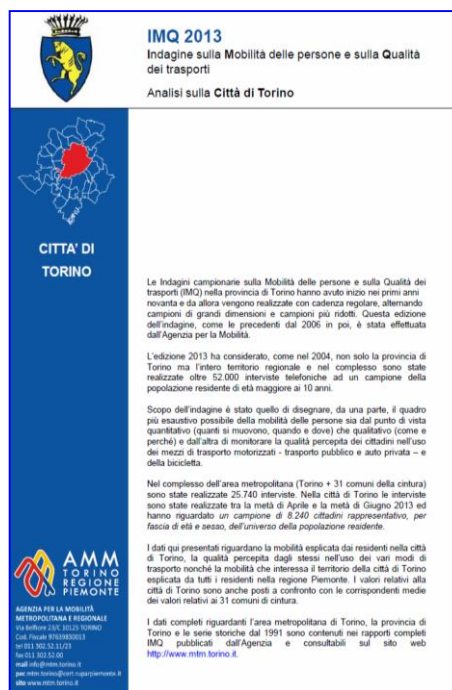 IMQ 2013
Indagine sulla Mobilità delle persone e sulla Qualità
dei trasporti
Analisi sulla Città di Torino
CITTA' DI
TORINO
Le Indagini campionarie sulla Mobilità delle persone e sulla Qualità dei
trasporti (IMQ) nella provincia di Torino hanno avuto inizio nei primi anni
novanta e da allora vengono realizzate con cadenza regolare, alternando
campioni di grandi dimensioni e campioni più ridotti. Questa edizione
dell'indagine, come le precedenti dal 2006 in poi, è stata effettuata
dall'Agenzia per la Mobilità.
L'edizione 2013 ha considerato, come nel 2004, non solo la provincia di
Torino ma l'intero territorio regionale e nel complesso sono state
realizzate oltre 52.000 interviste telefoniche ad un campione della
popolazione residente di età maggiore ai 10 anni.
Scopo dell'indagine è stato quello di disegnare, da una parte, il quadro
più esaustivo possibile della mobilità delle persone sia dal punto di vista
quantitativo (quanti si muovono, quando e dove) che qualitativo (come e
perché) e dall'altra di monitorare la qualità percepita dei cittadini nell'uso
dei mezzi di trasporto motorizzati - trasporto pubblico e auto privata – e
della bicicletta.
Nel complesso dell'area metropolitana (Torino + 31 comuni della cintura)
sono state realizzate 25.740 interviste. Nella città di Torino le interviste
sono state realizzate tra la metà di Aprile e la metà di Giugno 2013 ed
hanno riguardato un campione di 8.240 cittadini rappresentativo, per
fascia di età e sesso, dell'universo della popolazione residente.
I dati qui presentati riguardano la mobilità esplicata dai residenti nella città
di Torino, la qualità percepita dagli stessi nell'uso dei vari modi di
trasporto nonché la mobilità che interessa il territorio della città di Torino
esplicata da tutti i residenti nella regione Piemonte. I valori relativi alla
città di Torino sono anche posti a confronto con le corrispondenti medie
dei valori relativi ai 31 comuni di cintura.
I dati completi riguardanti l'area metropolitana di Torino, la provincia di
Torino e le serie storiche dal 1991 sono contenuti nei rapporti completi
IMQ pubblicati dall'Agenzia e consultabili sul sito web
http://www.mtm.torino.it.
AMM
TORINO
REGIONE
PIEMONTE
AGENZIA PER LA MOBILITÀ
METROPOLITANA E REGIONALE
Via Belfiore 23/C 10125 TORINO
Cod. Fiscale 97639830013
tel 011 302.52.11/25
fax 011 302.52.00
mail info@mtm.torino.it
pec mtm.torino@cert.ruparpiemonte.it
sito www.mtm.torino.it